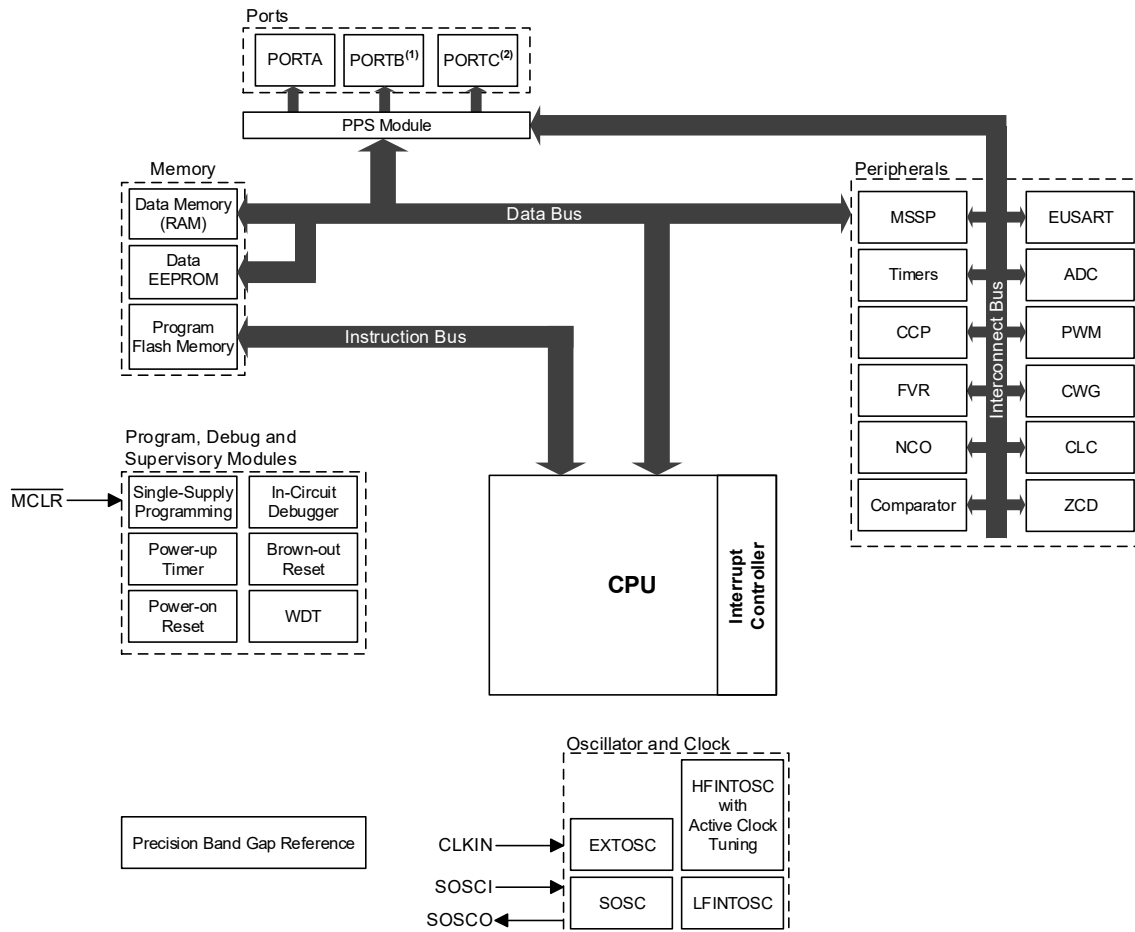 Ports
PORTA
PORTB(1)
PORTC(2)
PPS Module
Memory
Data Memory
(RAM)
Data
EEPROM
Program
Flash Memory
Data Bus
Instruction Bus
Peripherals
MSSP
EUSART
Timers
ADC
CCP
PWM
FVR
CWG
NCO
CLC
Comparator
ZCD
Interconnect Bus
Program, Debug and
Supervisory Modules
MCLR
Single-Supply
Programming
In-Circuit
Debugger
Power-up
Timer
Brown-out
Reset
Power-on
Reset
WDT
CPU
Interrupt
Controller
Oscillator and Clock
HFINTOSC
with
Active Clock
Tuning
EXTOSC
SOSC
LFINTOSC
CLKIN
SOSCI
SOSCO
Precision Band Gap Reference